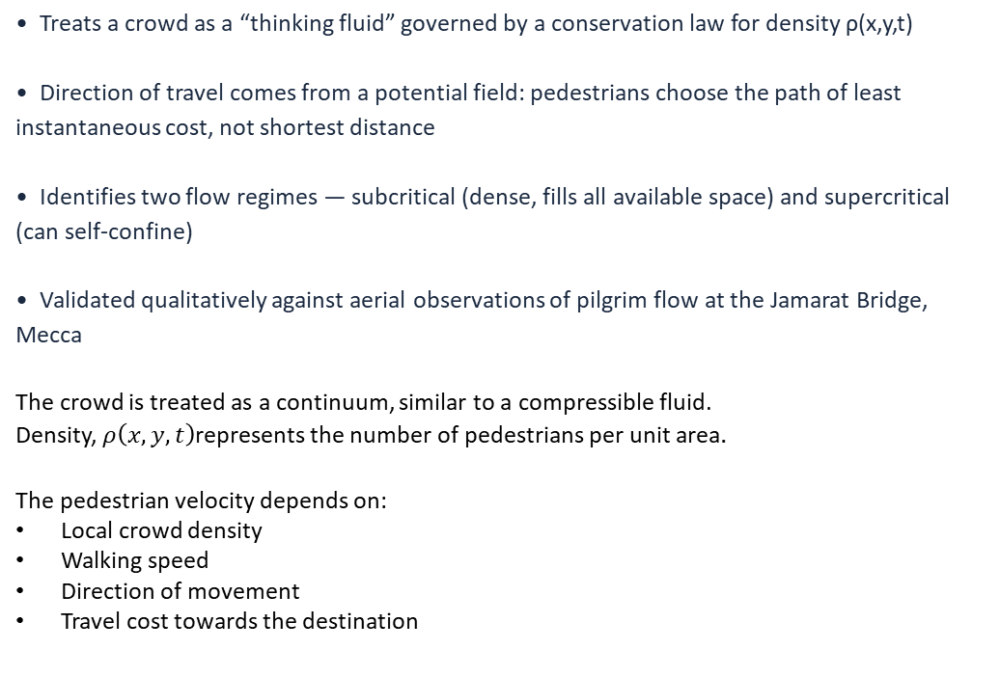 • Treats a crowd as a “thinking fluid” governed by a conservation law for density ρ(x,y,t)
• Direction of travel comes from a potential field: pedestrians choose the path of least
instantaneous cost, not shortest distance
• Identifies two flow regimes — subcritical (dense, fills all available space) and supercritical
(can self-confine)
• Validated qualitatively against aerial observations of pilgrim flow at the Jamarat Bridge,
Mecca
The crowd is treated as a continuum, similar to a compressible fluid.
Density, 𝜌(𝑥, 𝑦, 𝑡)represents the number of pedestrians per unit area.
The pedestrian velocity depends on:
• Local crowd density
• Walking speed
• Direction of movement
• Travel cost towards the destination